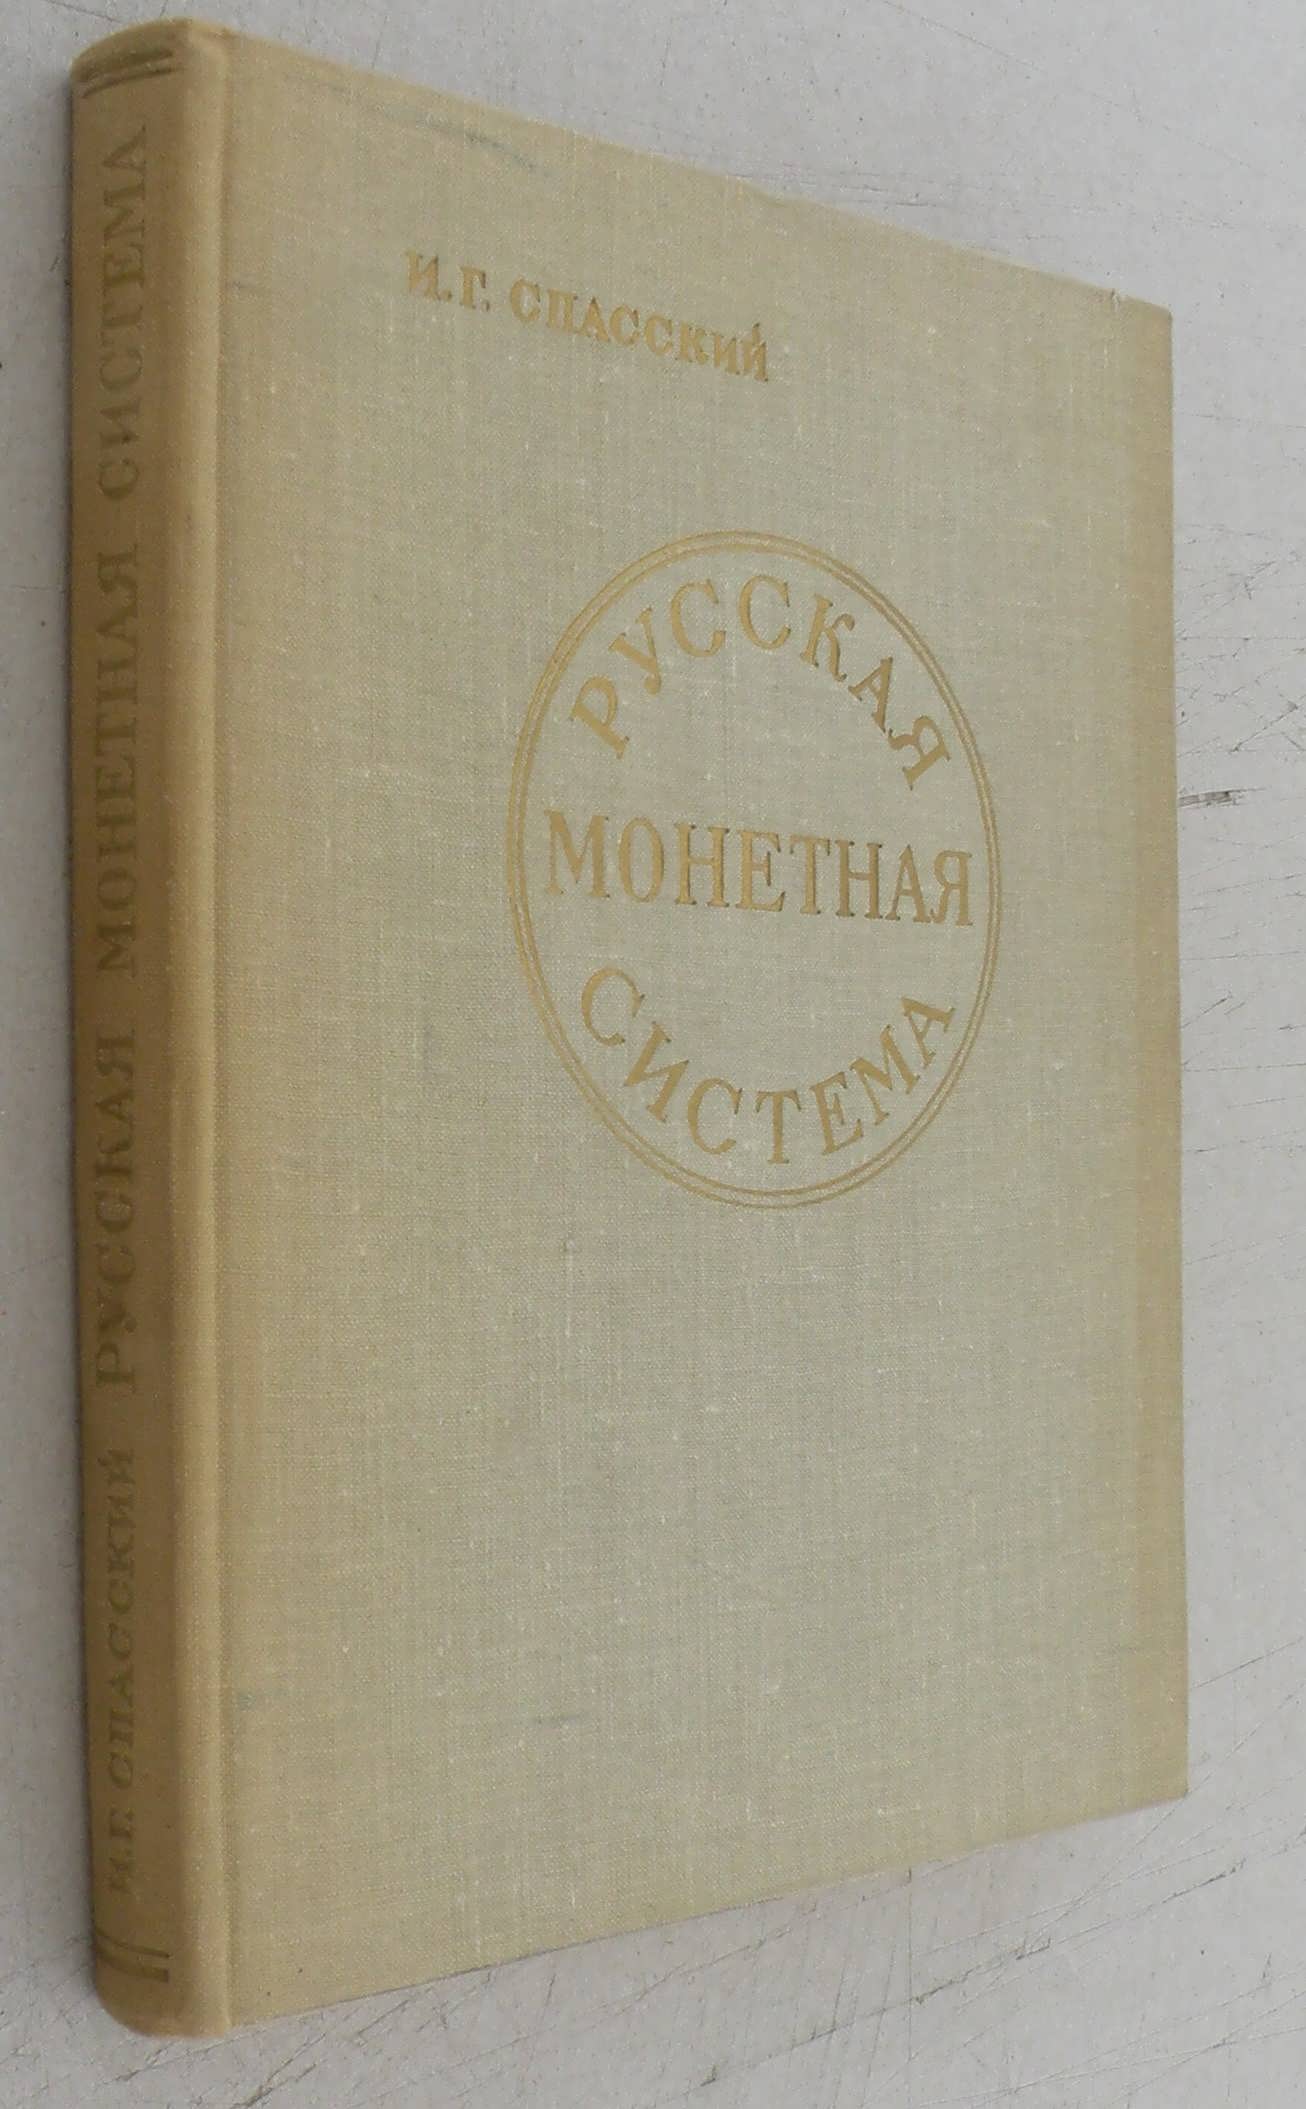 И.Г. СПАССКИЙ
РУССКАЯ
МОНЕТНАЯ
СИСТЕМА
И.Г. СПАССКИЙ РУССКАЯ МОНЕТНАЯ СИСТЕМА